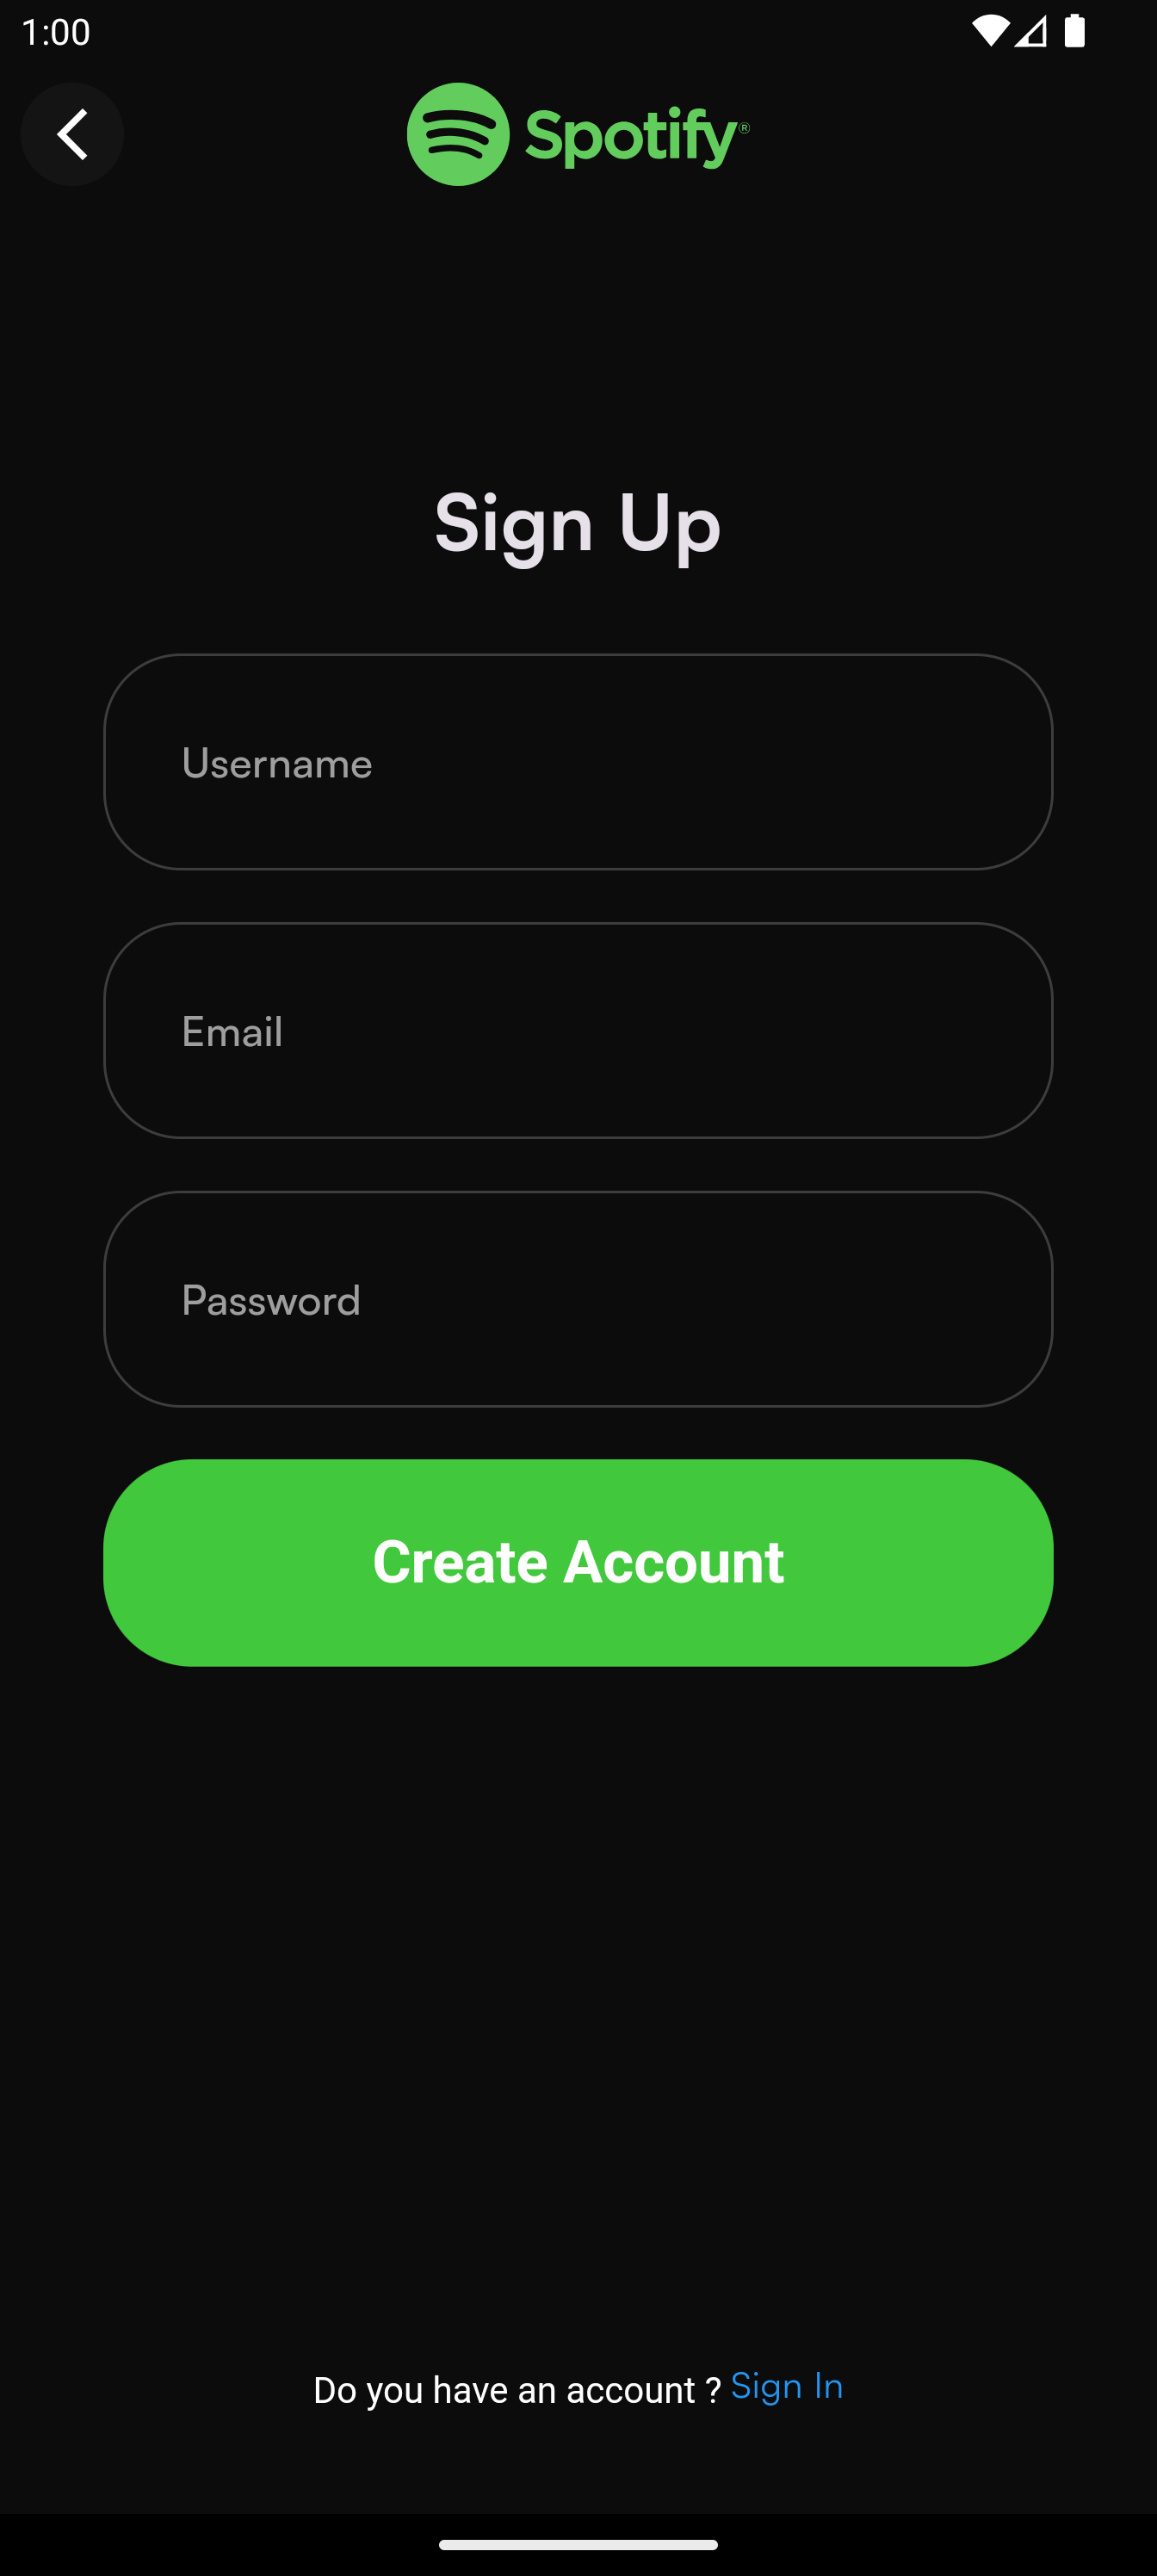 1:00
Spotify®
Sign Up
Username
Email
Password
Create Account
Do you have an account ? Sign In